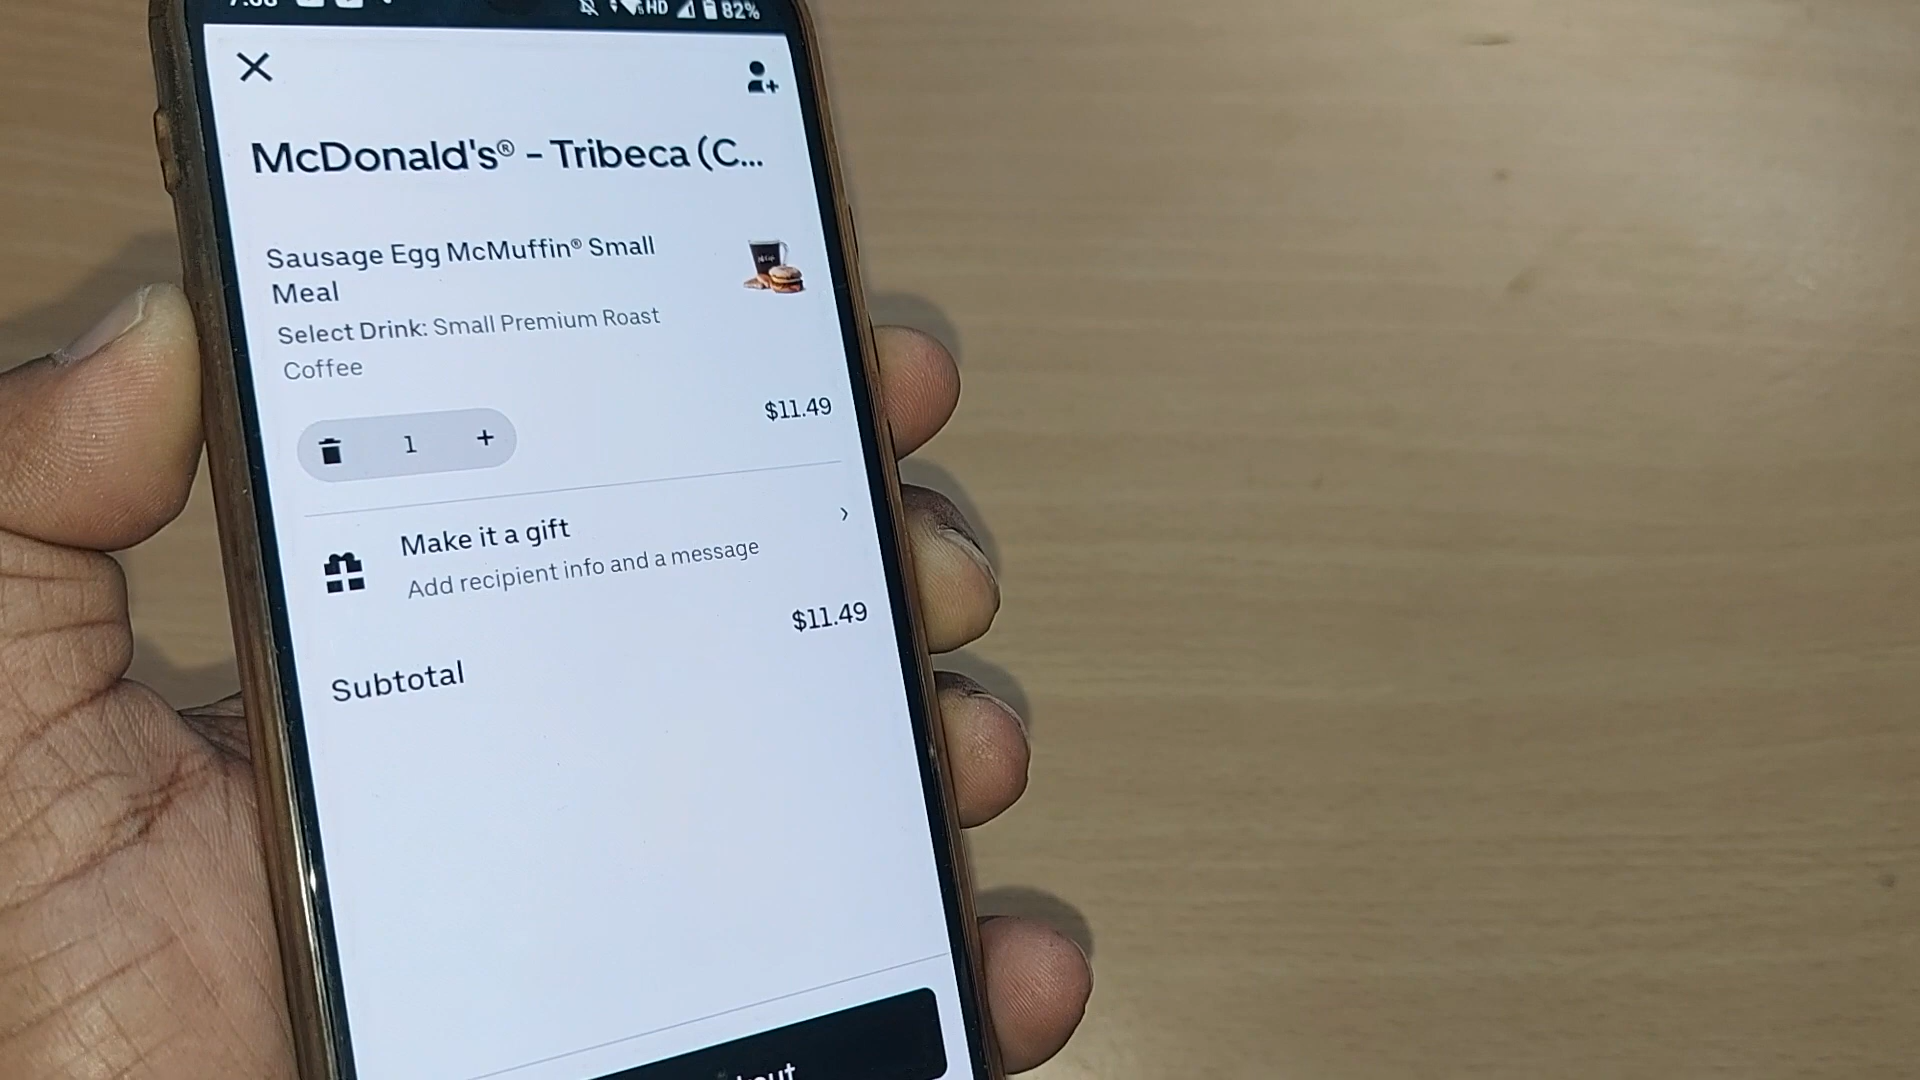 HD 82%
McDonald's® - Tribeca (C...
Sausage Egg McMuffin® Small
Meal
Select Drink: Small Premium Roast
Coffee
$11.49
1
Make it a gift
Add recipient info and a message
$11.49
Subtotal